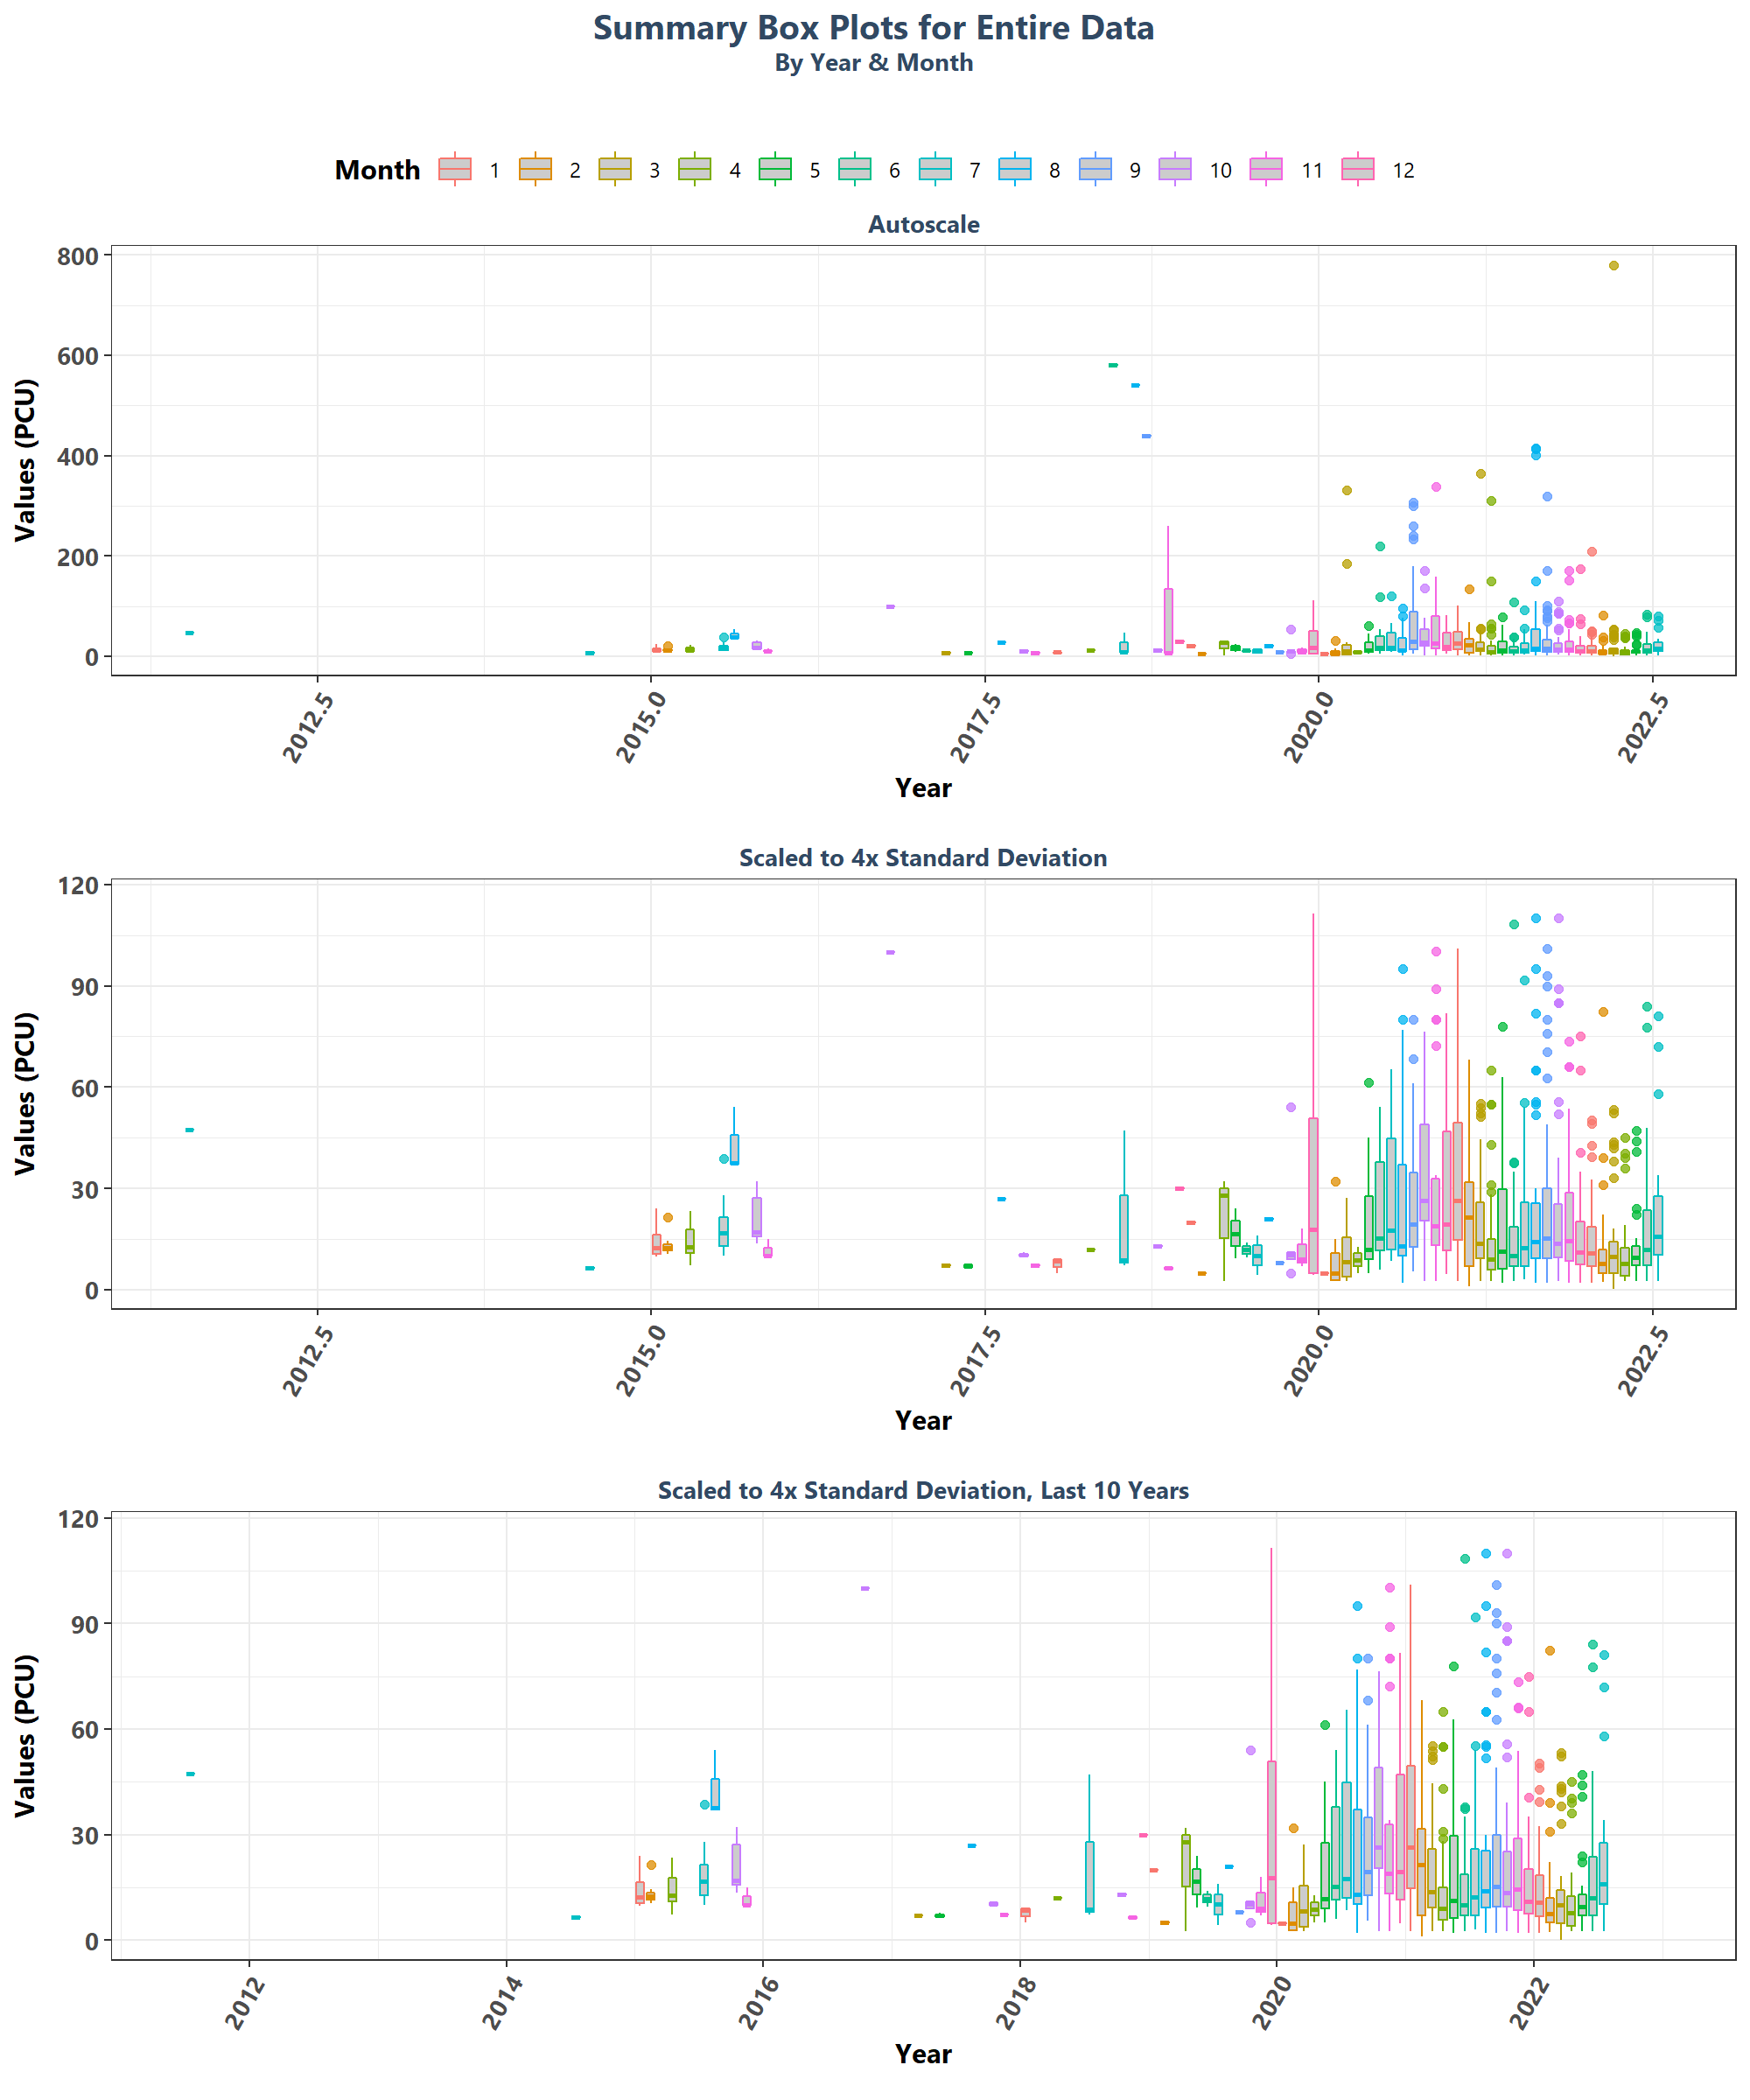 Summary Box Plots for Entire Data
By Year & Month
Month 1 2 3 4 5 6 7 8 9 10 11 12
Autoscale
Values (PCU)
800
600
400
200
0
2012.5 2015.0 2017.5 2020.0 2022.5
Year
Scaled to 4x Standard Deviation
Values (PCU)
120
90
60
30
0
2012.5 2015.0 2017.5 2020.0 2022.5
Year
Scaled to 4x Standard Deviation, Last 10 Years
Values (PCU)
120
90
60
30
0
2012 2014 2016 2018 2020 2022
Year